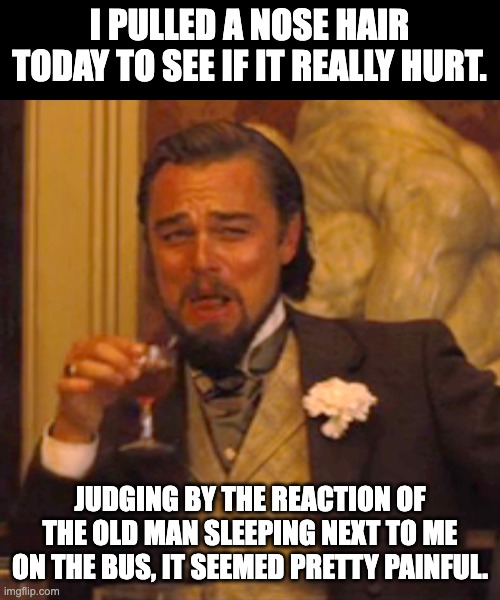 I PULLED A NOSE HAIR
TODAY TO SEE IF IT REALLY HURT.
JUDGING BY THE REACTION OF
THE OLD MAN SLEEPING NEXT TO ME
ON THE BUS, IT SEEMED PRETTY PAINFUL.
imgflip.com